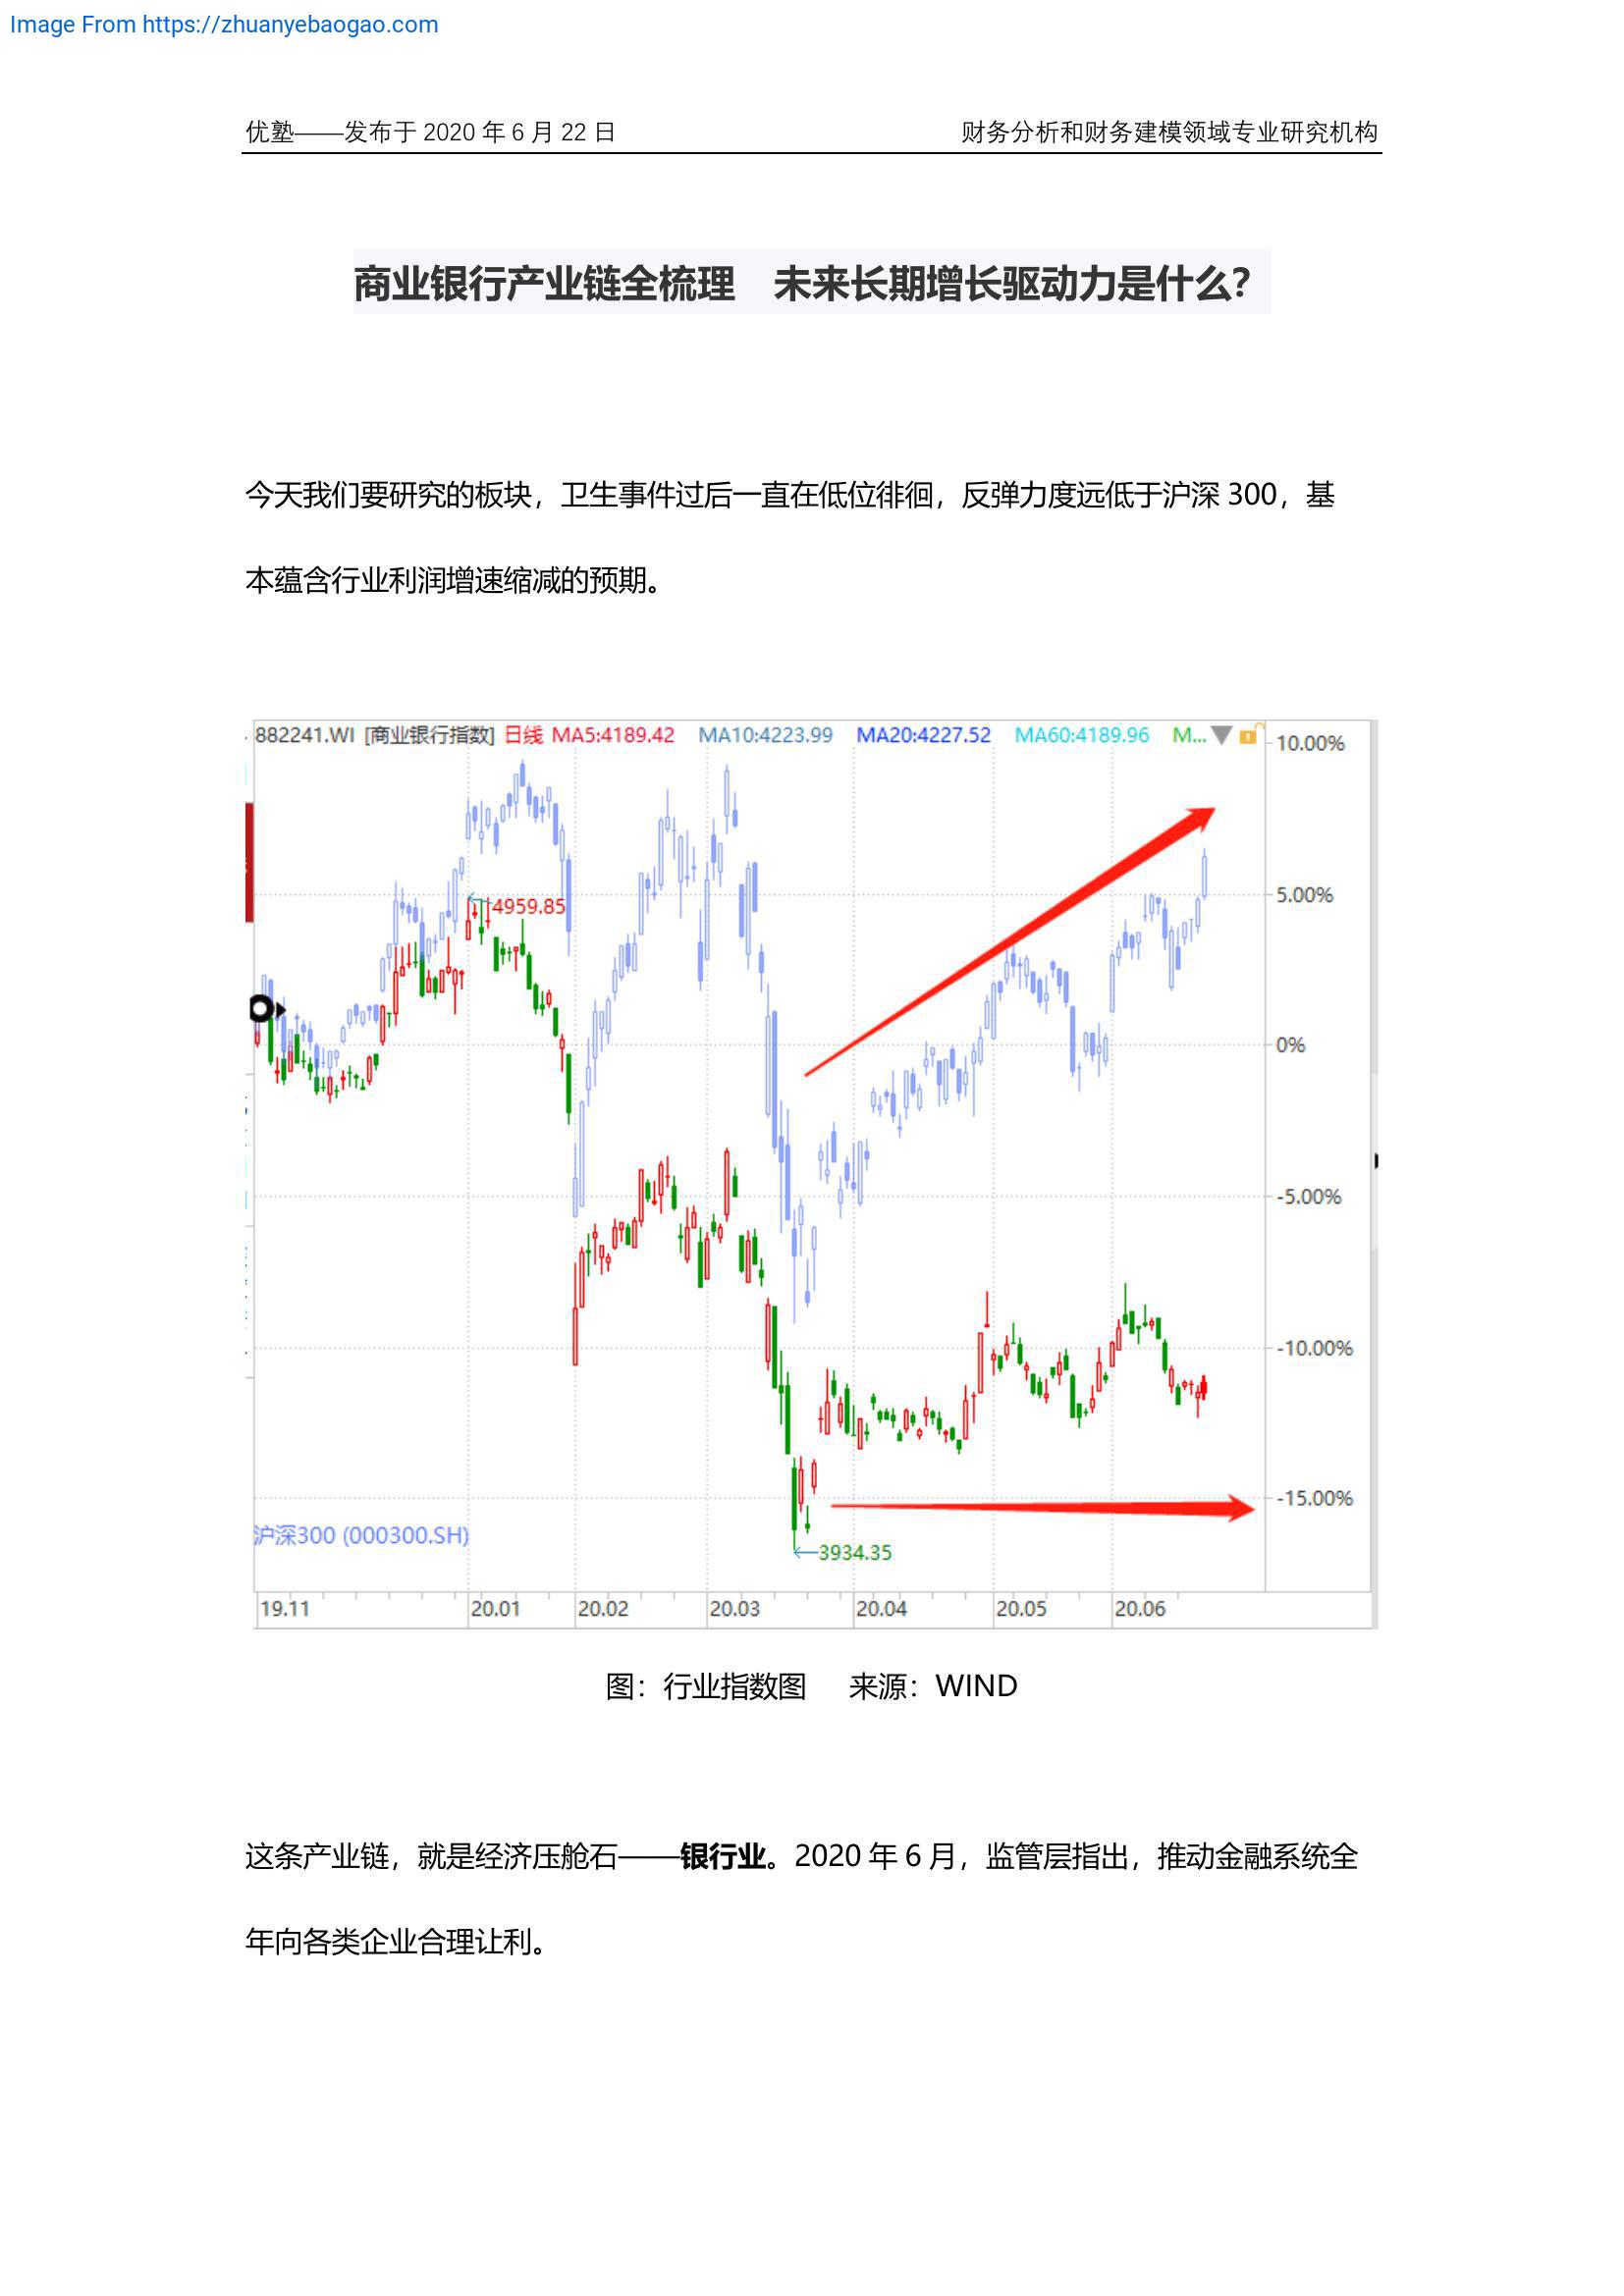 Image From https://zhuanyebaogao.com
优塾——发布于 2020 年 6 月 22 日 财务分析和财务建模领域专业研究机构
商业银行产业链全梳理 未来长期增长驱动力是什么？
今天我们要研究的板块，卫生事件过后一直在低位徘徊，反弹力度远低于沪深 300，基
本蕴含行业利润增速缩减的预期。
882241.WI [商业银行指数] 日线 MA5:4189.42 MA10:4223.99 MA20:4227.52 MA60:4189.96 M...
10.00%
4959.85
5.00%
0%
-5.00%
-10.00%
-15.00%
沪深300 (000300.SH)
3934.35
19.11 20.01 20.02 20.03 20.04 20.05 20.06
图：行业指数图 来源：WIND
这条产业链，就是经济压舱石——银行业。2020 年 6 月，监管层指出，推动金融系统全
年向各类企业合理让利。